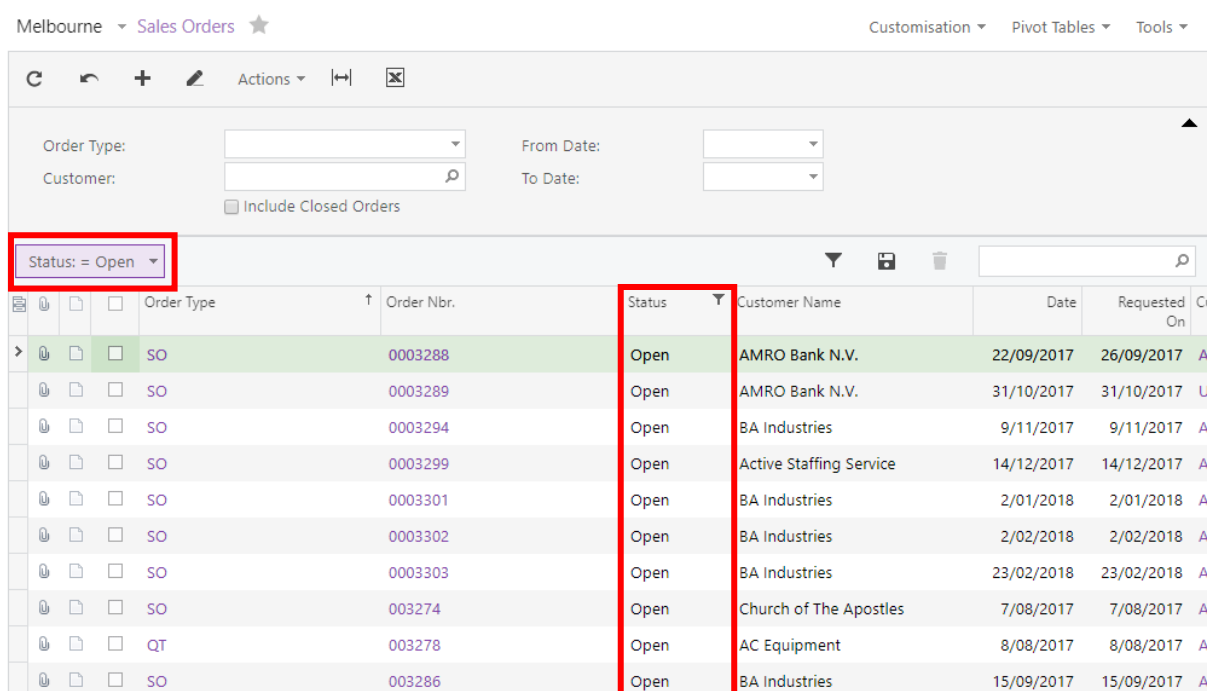 Melbourne Sales Orders Customisation Pivot Tables Tools
Actions
Order Type: From Date:
Customer: To Date:
Include Closed Orders
Status: = Open
Order Type Order Nbr. Status Customer Name Date Requested On
SO 0003288 Open AMRO Bank N.V. 22/09/2017 26/09/2017 A
SO 0003289 Open AMRO Bank N.V. 31/10/2017 31/10/2017 U
SO 0003294 Open BA Industries 9/11/2017 9/11/2017 A
SO 0003299 Open Active Staffing Service 14/12/2017 14/12/2017 A
SO 0003301 Open BA Industries 2/01/2018 2/01/2018 A
SO 0003302 Open BA Industries 2/02/2018 2/02/2018 A
SO 0003303 Open BA Industries 23/02/2018 23/02/2018 A
SO 003274 Open Church of The Apostles 7/08/2017 7/08/2017 A
QT 003278 Open AC Equipment 8/08/2017 8/08/2017 A
SO 003286 Open BA Industries 15/09/2017 15/09/2017 A